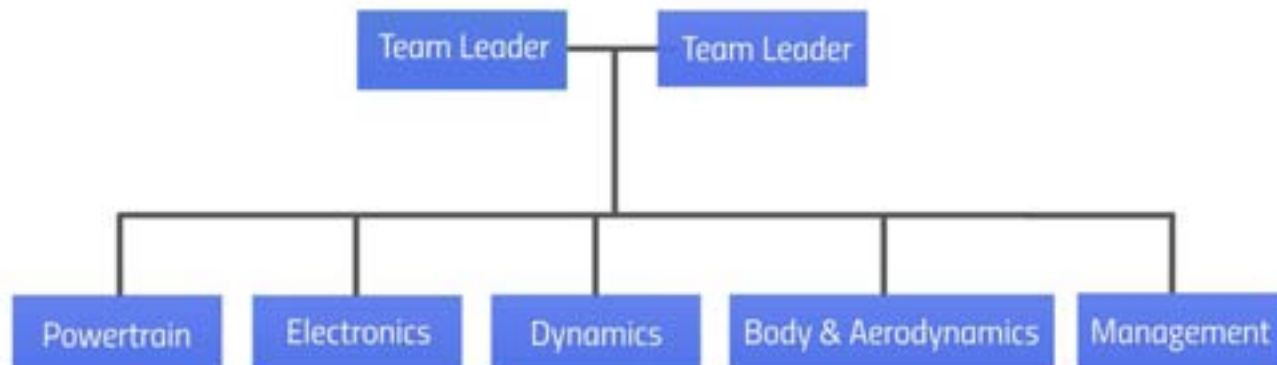 Team Leader
Team Leader
Powertrain
Electronics
Dynamics
Body & Aerodynamics
Management